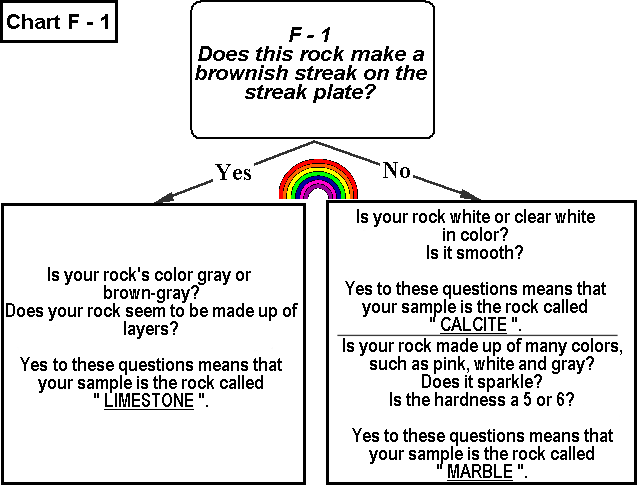 Chart F - 1
F - 1
Does this rock make a
brownish streak on the
streak plate?
Yes
No
Is your rock's color gray or
brown-gray?
Does your rock seem to be made up of
layers?
Yes to these questions means that
your sample is the rock called
" LIMESTONE ".
Is your rock white or clear white
in color?
Is it smooth?
Yes to these questions means that
your sample is the rock called
" CALCITE ".
Is your rock made up of many colors,
such as pink, white and gray?
Does it sparkle?
Is the hardness a 5 or 6?
Yes to these questions means that
your sample is the rock called
" MARBLE ".